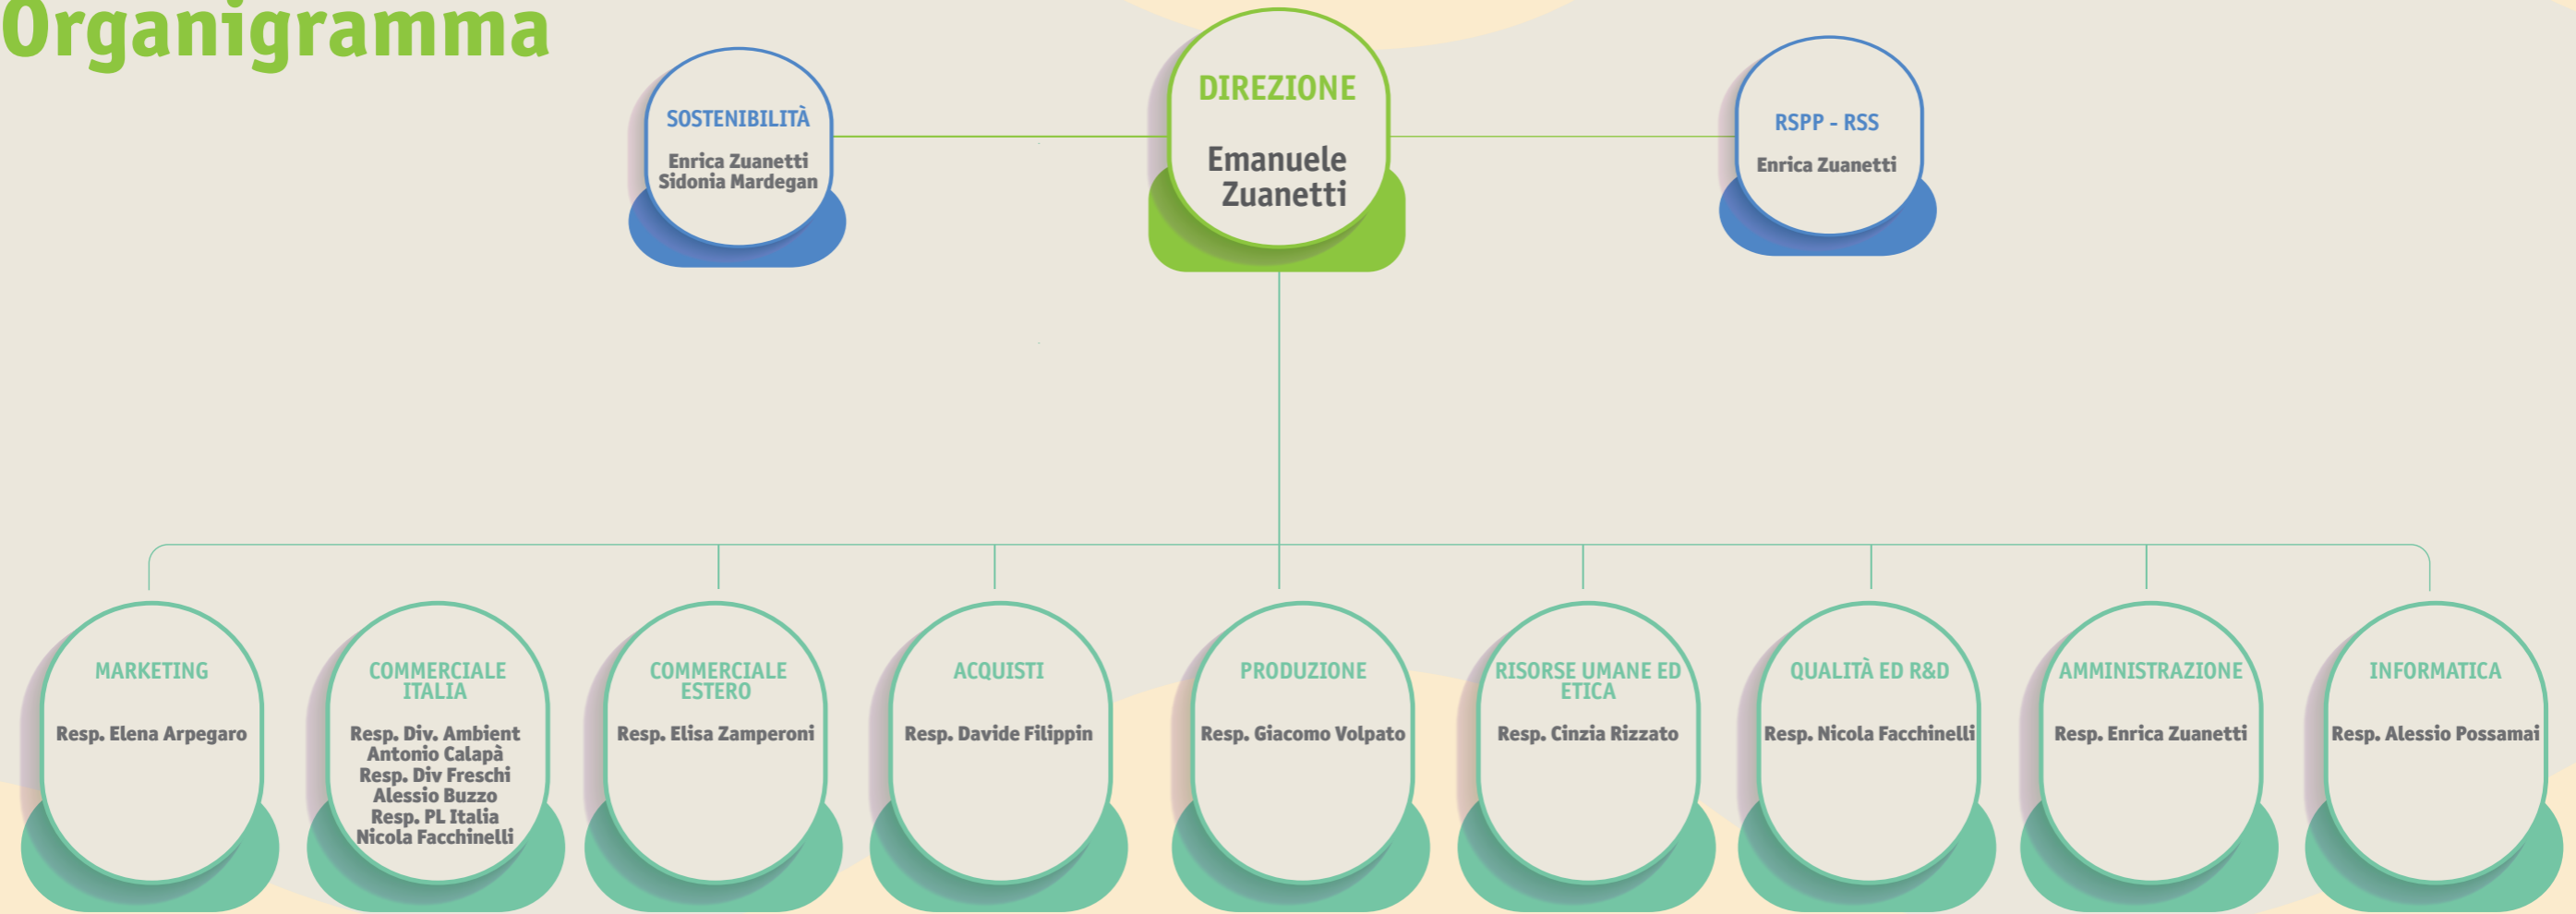 Organigramma
SOSTENIBILITÀ
Enrica Zuanetti
Sidonia Mardegan
DIREZIONE
Emanuele
Zuanetti
RSPP - RSS
Enrica Zuanetti
MARKETING
Resp. Elena Arpegaro
COMMERCIALE
ITALIA
Resp. Div. Ambient
Antonio Calapà
Resp. Div Freschi
Alessio Buzzo
Resp. PL Italia
Nicola Facchinelli
COMMERCIALE
ESTERO
Resp. Elisa Zamperoni
ACQUISTI
Resp. Davide Filippin
PRODUZIONE
Resp. Giacomo Volpato
RISORSE UMANE ED
ETICA
Resp. Cinzia Rizzato
QUALITÀ ED R&D
Resp. Nicola Facchinelli
AMMINISTRAZIONE
Resp. Enrica Zuanetti
INFORMATICA
Resp. Alessio Possamai